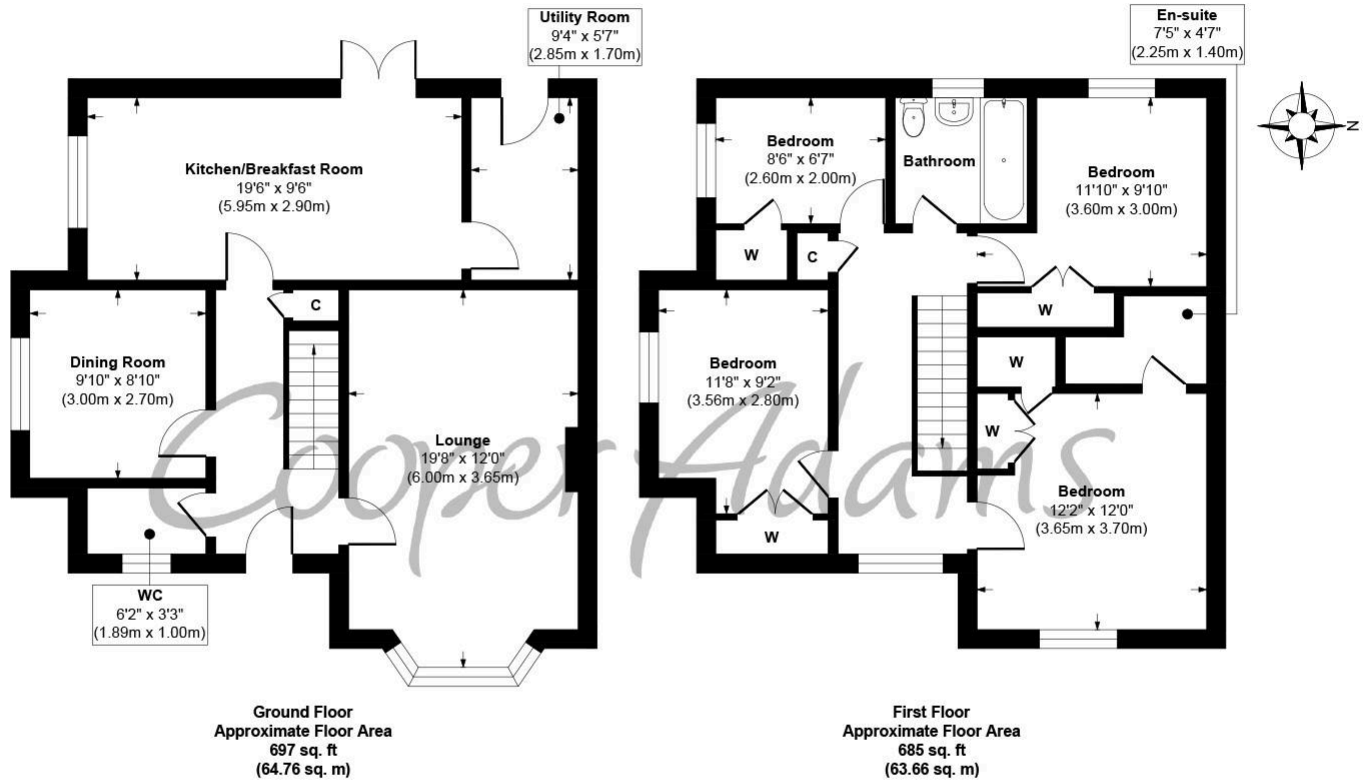 Utility Room
9'4" x 5'7"
(2.85m x 1.70m)
En-suite
7'5" x 4'7"
(2.25m x 1.40m)
N
Kitchen/Breakfast Room
19'6" x 9'6"
(5.95m x 2.90m)
Bedroom
8'6" x 6'7"
(2.60m x 2.00m)
Bathroom
Bedroom
11'10" x 9'10"
(3.60m x 3.00m)
W
C
C
W
Dining Room
9'10" x 8'10"
(3.00m x 2.70m)
Bedroom
11'8" x 9'2"
(3.56m x 2.80m)
W
W
Lounge
19'8" x 12'0"
(6.00m x 3.65m)
Cooper Adams
Bedroom
12'2" x 12'0"
(3.65m x 3.70m)
W
WC
6'2" x 3'3"
(1.89m x 1.00m)
Ground Floor
Approximate Floor Area
697 sq. ft
(64.76 sq. m)
First Floor
Approximate Floor Area
685 sq. ft
(63.66 sq. m)